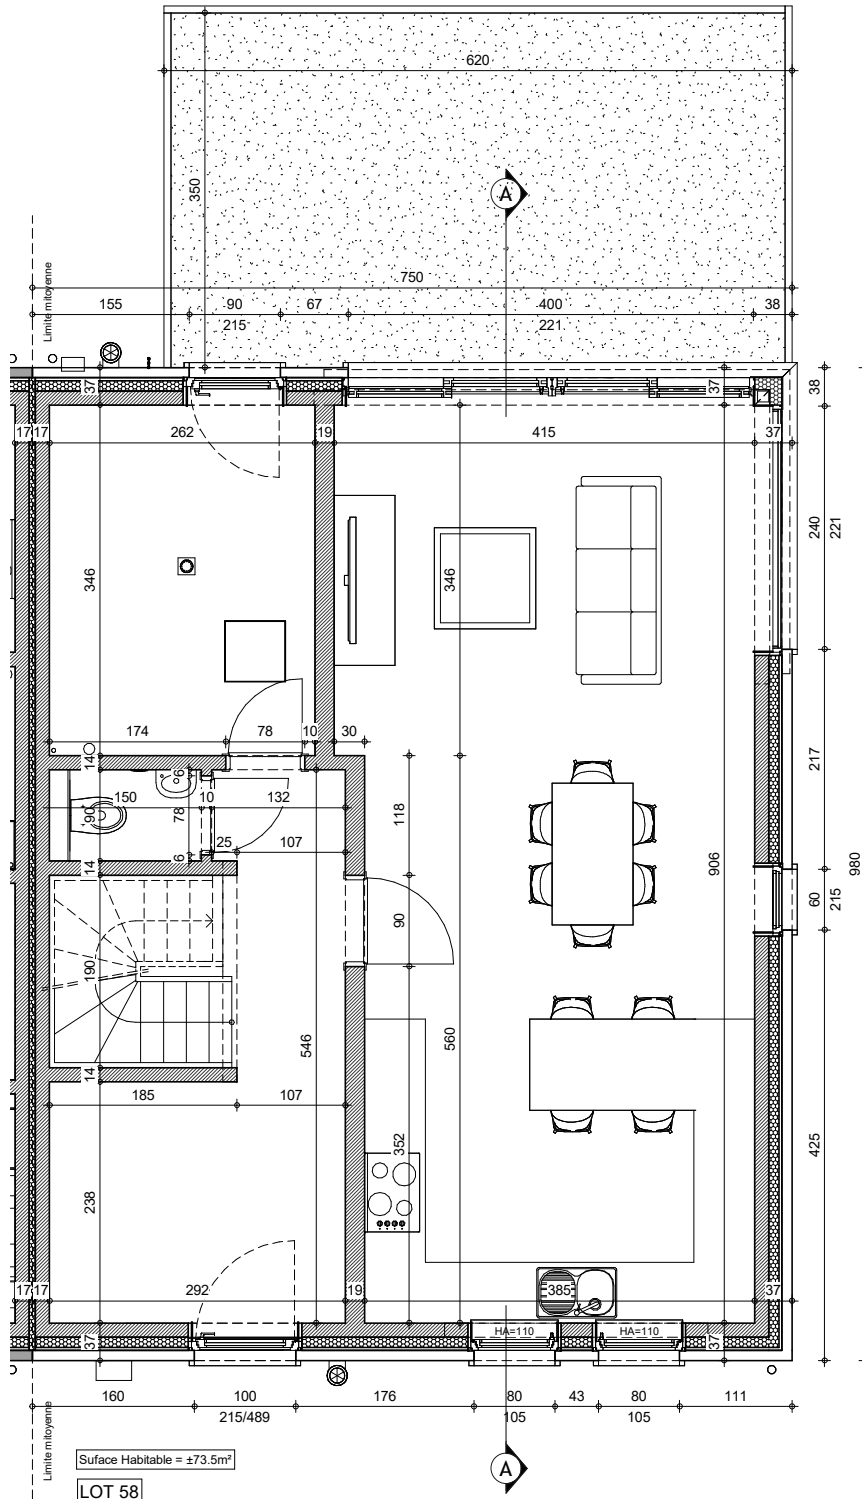 620
350
A
Limite mitoyenne
750
155 90 67 400 38
215 221
37 37 38
17 17 262 19 415 37
240 221
346 346
174 78 10 30
14 217
6
150 10 132
90 78 118
25 107
6
14 906 980
60 215
90
190
546 560
14
185 107
352 425
238
385
17 17 292 19 37
HA=110 HA=110
37 37
160 100 176 80 43 80 111
215/489 105 105
Limite mitoyenne
Suface Habitable = ±73.5m²
A
LOT 58